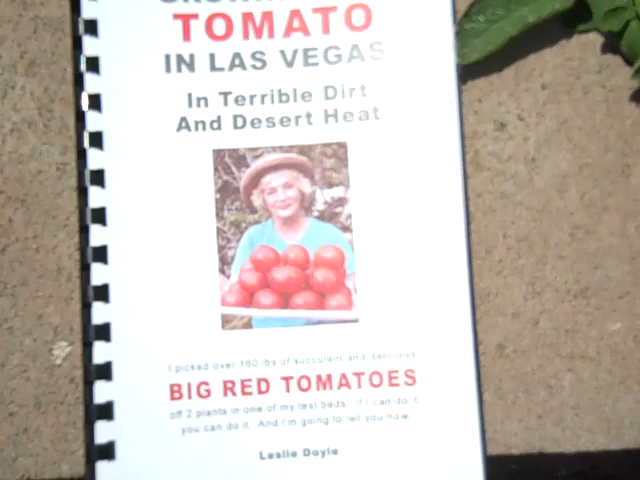 TOMATO
IN LAS VEGAS
In Terrible Dirt
And Desert Heat
I picked over 160 lbs of succulent and delicious
BIG RED TOMATOES
off 2 plants in one of my test beds. If I can do it
you can do it. And I'm going to tell you how.
Leslie Doyle